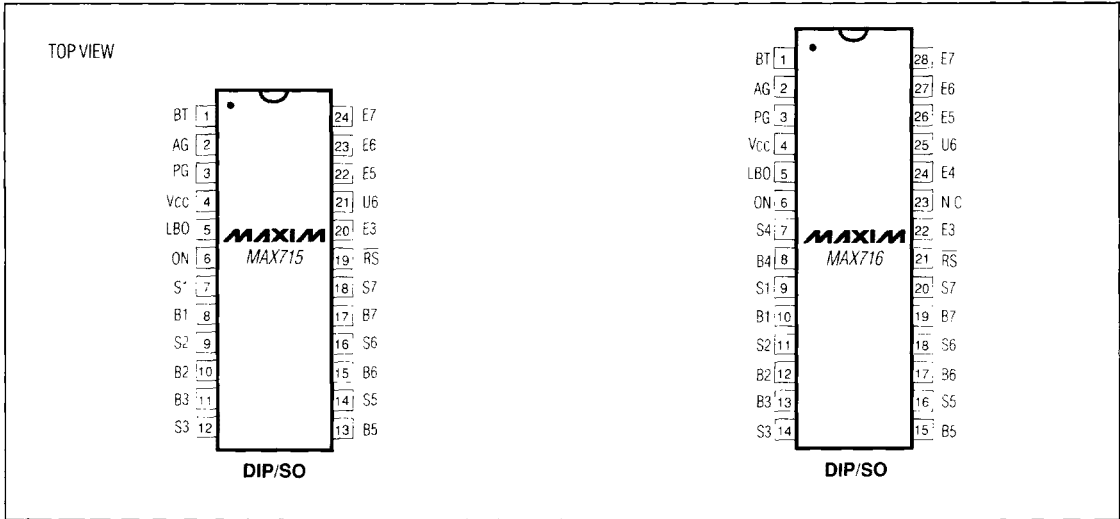 TOP VIEW
BT 1
AG 2
PG 3
VCC 4
LBO 5
ON 6
S1 7
B1 8
S2 9
B2 10
B3 11
S3 12
24 E7
23 E6
22 E5
21 U6
20 E3
19 RS
18 S7
17 B7
16 S6
15 B6
14 S5
13 B5
MAXIM
MAX715
DIP/SO
BT 1
AG 2
PG 3
VCC 4
LBO 5
ON 6
S4 7
B4 8
S1 9
B1 10
S2 11
B2 12
B3 13
S3 14
28 E7
27 E6
26 E5
25 U6
24 E4
23 N C
22 E3
21 RS
20 S7
19 B7
18 S6
17 B6
16 S5
15 B5
MAXIM
MAX716
DIP/SO